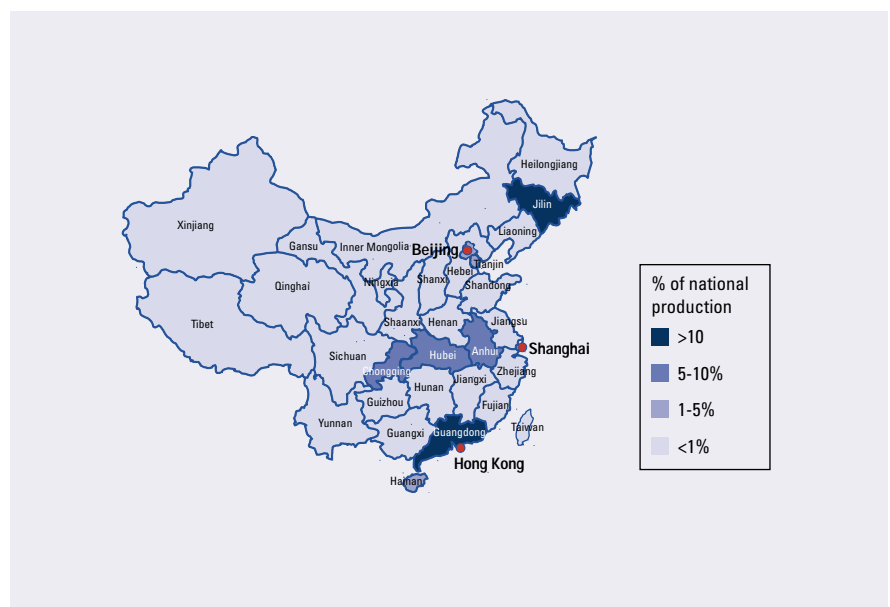 Heilongjiang
Jilin
Xinjiang
Liaoning
Gansu
Inner Mongolia
Beijing
Tianjin
Hebei
Qinghai
Ningxia
Shanxi
Shandong
Tibet
Shaanxi
Henan
Jiangsu
Sichuan
Hubei
Anhui
Shanghai
Chongqing
Zhejiang
Hunan
Jiangxi
Guizhou
Fujian
Yunnan
Guangxi
Guangdong
Taiwan
Hong Kong
Hainan
% of national
production
>10
5-10%
1-5%
<1%